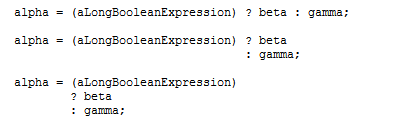 alpha = (aLongBooleanExpression) ? beta : gamma;
alpha = (aLongBooleanExpression) ? beta
                                 : gamma;
alpha = (aLongBooleanExpression)
        ? beta
        : gamma;